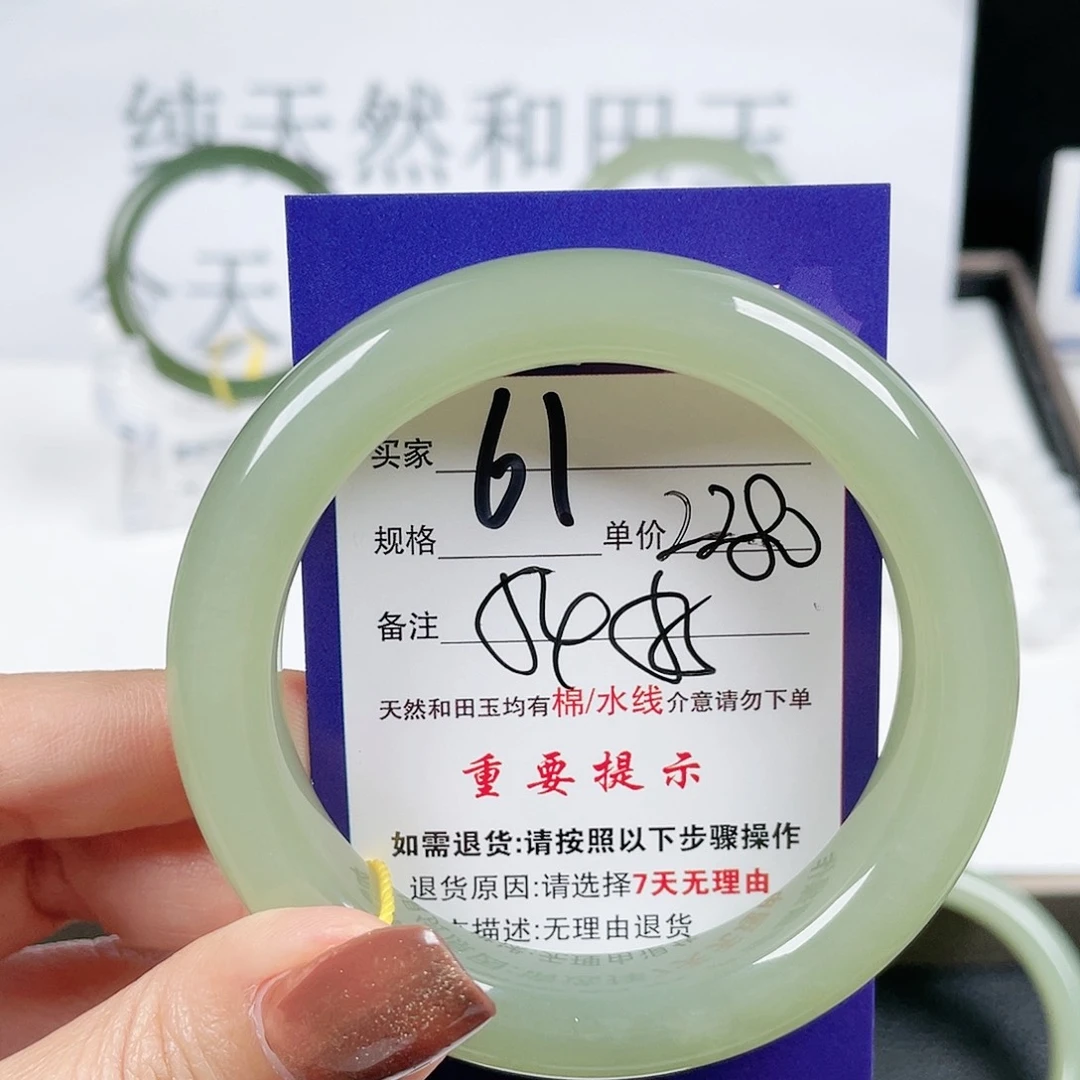 纯天然和田玉
今天
买家
61
规格 单价 2280
备注
天然和田玉均有棉/水线介意请勿下单
重要提示
如需退货:请按照以下步骤操作
退货原因:请选择7天无理由
描述:无理由退货